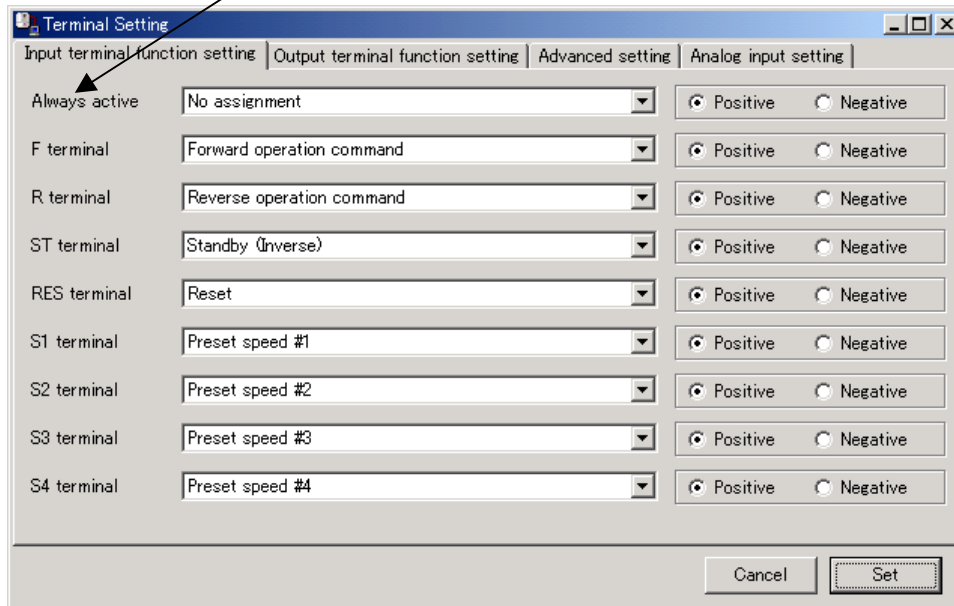 Terminal Setting
Input terminal function setting Output terminal function setting Advanced setting Analog input setting
Always active No assignment Positive Negative
F terminal Forward operation command Positive Negative
R terminal Reverse operation command Positive Negative
ST terminal Standby (Inverse) Positive Negative
RES terminal Reset Positive Negative
S1 terminal Preset speed #1 Positive Negative
S2 terminal Preset speed #2 Positive Negative
S3 terminal Preset speed #3 Positive Negative
S4 terminal Preset speed #4 Positive Negative
Cancel Set